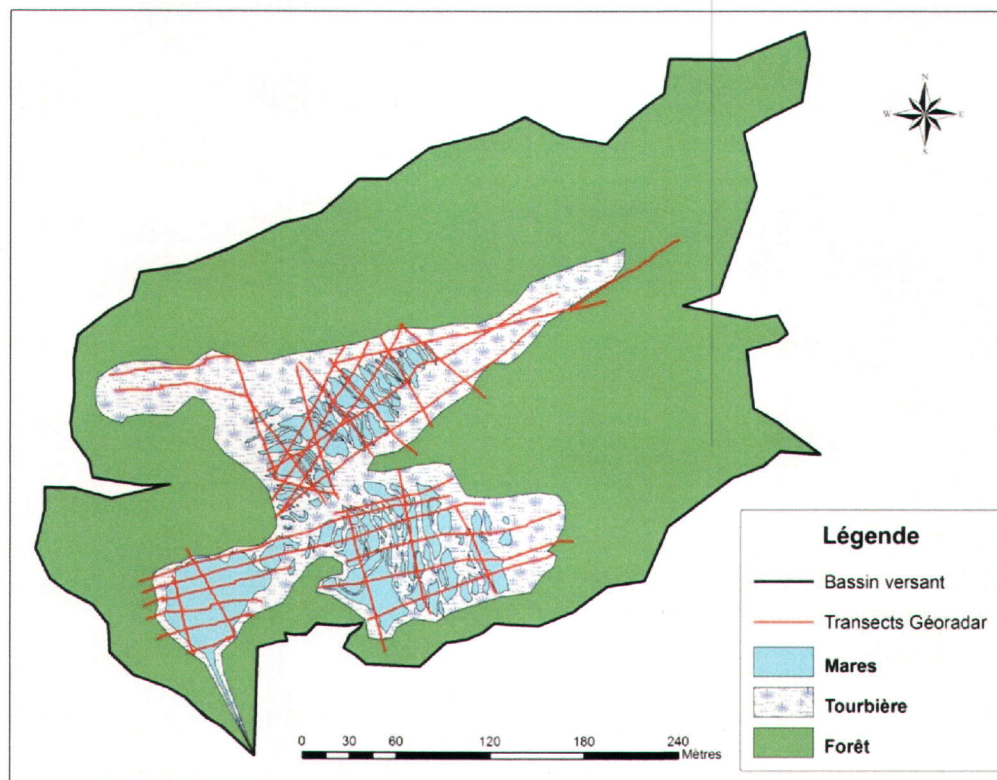 N
W E
S
Légende
Bassin versant
Transects Géoradar
Mares
Tourbière
Forêt
0 30 60 120 180 240
Mètres